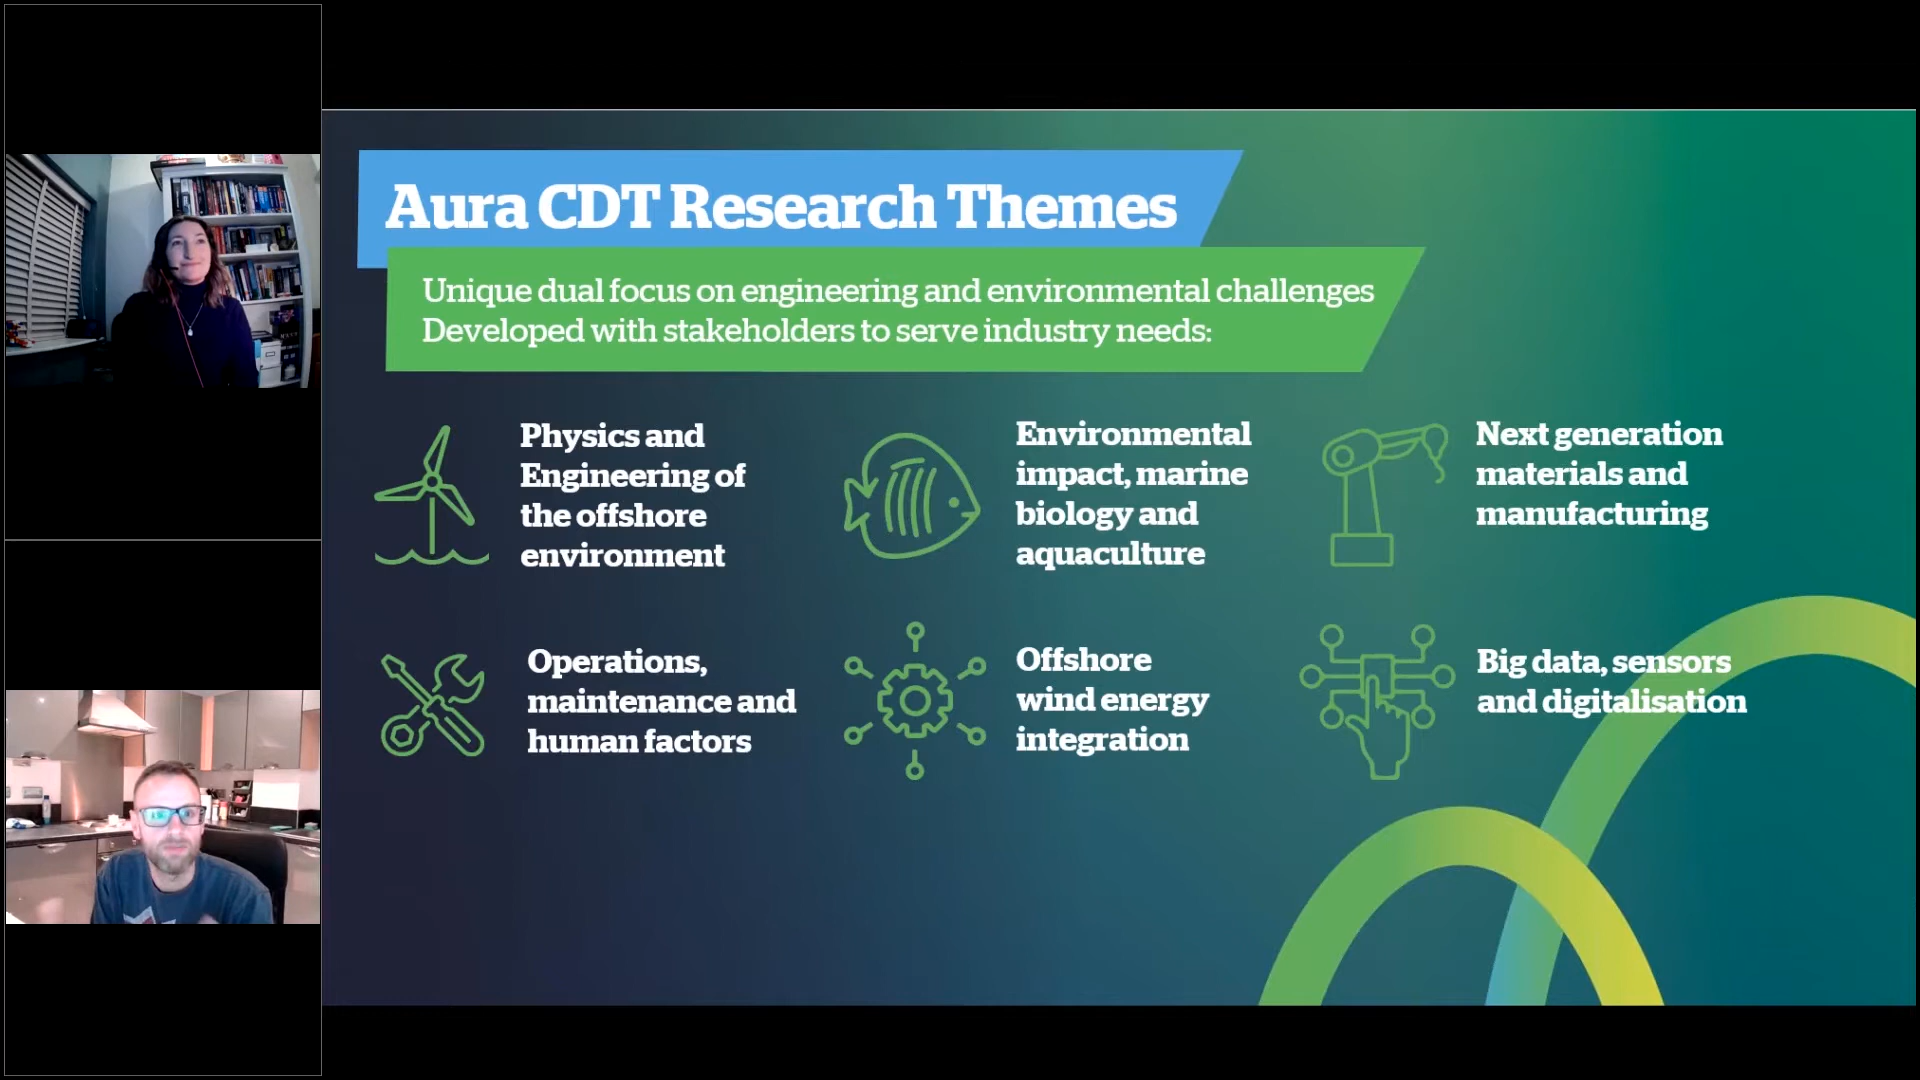 Aura CDT Research Themes
Unique dual focus on engineering and environmental challenges
Developed with stakeholders to serve industry needs:
Physics and
Engineering of
the offshore
environment
Environmental
impact, marine
biology and
aquaculture
Next generation
materials and
manufacturing
Operations,
maintenance and
human factors
Offshore
wind energy
integration
Big data, sensors
and digitalisation